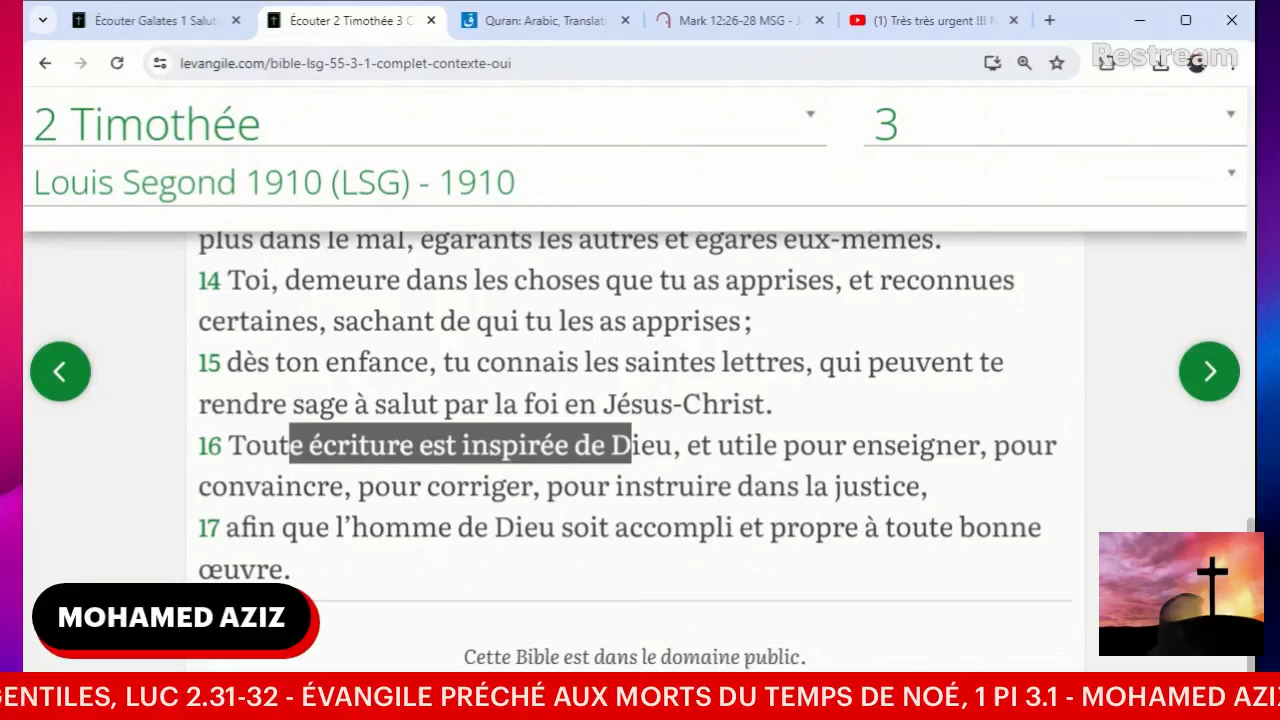 Écouter Galates 1 Salut
Écouter 2 Timothée 3 C
Quran: Arabic, Translati
Mark 12:26-28 MSG - J
(1) Très très urgent !!! N
levangile.com/bible-lsg-55-3-1-complet-contexte-oui
Restream
2 Timothée
3
Louis Segond 1910 (LSG) - 1910
plus dans le mal, égarants les autres et égarés eux-mêmes.
14 Toi, demeure dans les choses que tu as apprises, et reconnues
certaines, sachant de qui tu les as apprises ;
15 dès ton enfance, tu connais les saintes lettres, qui peuvent te
rendre sage à salut par la foi en Jésus-Christ.
16 Toute écriture est inspirée de Dieu, et utile pour enseigner, pour
convaincre, pour corriger, pour instruire dans la justice,
17 afin que l’homme de Dieu soit accompli et propre à toute bonne
œuvre.
MOHAMED AZIZ
Cette Bible est dans le domaine public.
GENTILES, LUC 2.31-32 - ÉVANGILE PRÉCHÉ AUX MORTS DU TEMPS DE NOÉ, 1 PI 3.1 - MOHAMED AZIZ